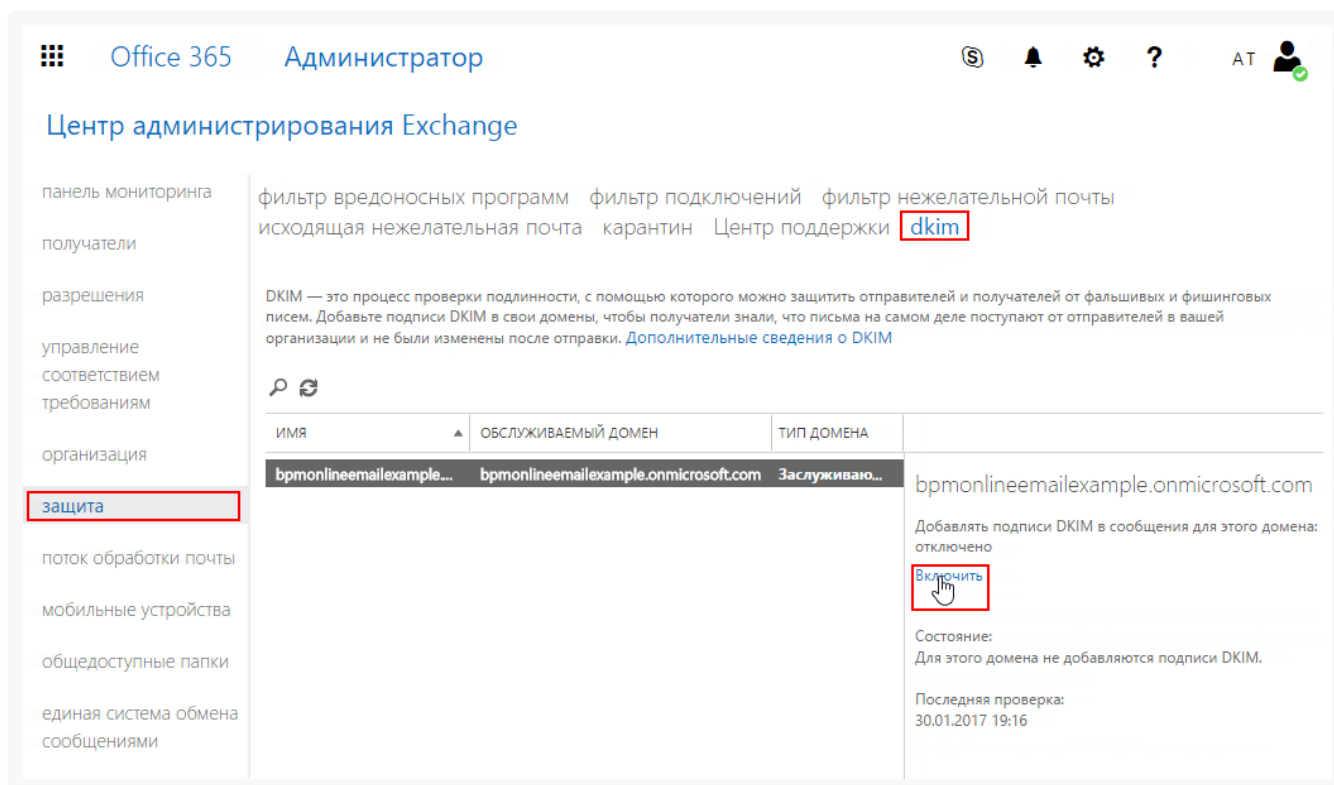 Office 365 Администратор ? AT
Центр администрирования Exchange
панель мониторинга
получатели
разрешения
управление
соответствием
требованиям
организация
защита
поток обработки почты
мобильные устройства
общедоступные папки
единая система обмена
сообщениями
фильтр вредоносных программ фильтр подключений фильтр нежелательной почты
исходящая нежелательная почта карантин Центр поддержки dkim
DKIM — это процесс проверки подлинности, с помощью которого можно защитить отправителей и получателей от фальшивых и фишинговых
писем. Добавьте подписи DKIM в свои домены, чтобы получатели знали, что письма на самом деле поступают от отправителей в вашей
организации и не были изменены после отправки. Дополнительные сведения о DKIM
ИМЯ ОБСЛУЖИВАЕМЫЙ ДОМЕН ТИП ДОМЕНА
bpmonlineemailexample.... bpmonlineemailexample.onmicrosoft.com Заслуживаю...
bpmonlineemailexample.onmicrosoft.com
Добавлять подписи DKIM в сообщения для этого домена:
отключено
Включить
Состояние:
Для этого домена не добавляются подписи DKIM.
Последняя проверка:
30.01.2017 19:16